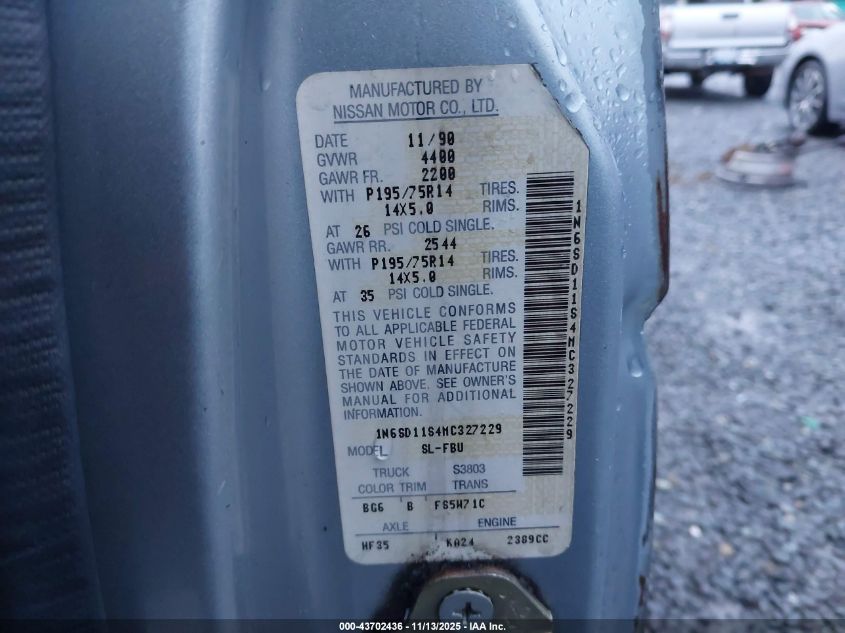 MANUFACTURED BY
NISSAN MOTOR CO., LTD.
DATE 11/90
GVWR 4400
GAWR FR. 2200
WITH P195/75R14 TIRES.
14X5.0 RIMS.
AT 26 PSI COLD SINGLE.
GAWR RR. 2544
WITH P195/75R14 TIRES.
14X5.0 RIMS.
AT 35 PSI COLD SINGLE.
THIS VEHICLE CONFORMS
TO ALL APPLICABLE FEDERAL
MOTOR VEHICLE SAFETY
STANDARDS IN EFFECT ON
THE DATE OF MANUFACTURE
SHOWN ABOVE. SEE OWNER'S
MANUAL FOR ADDITIONAL
INFORMATION.
1N6SD11S4MC327229
MODEL SL-FBU
TRUCK S3803
COLOR TRIM TRANS
BG6 B FS5W71C
AXLE ENGINE
HF35 KA24 2389CC
1N6SD11S4MC327229
000-43702436 - 11/13/2025 - IAA Inc.